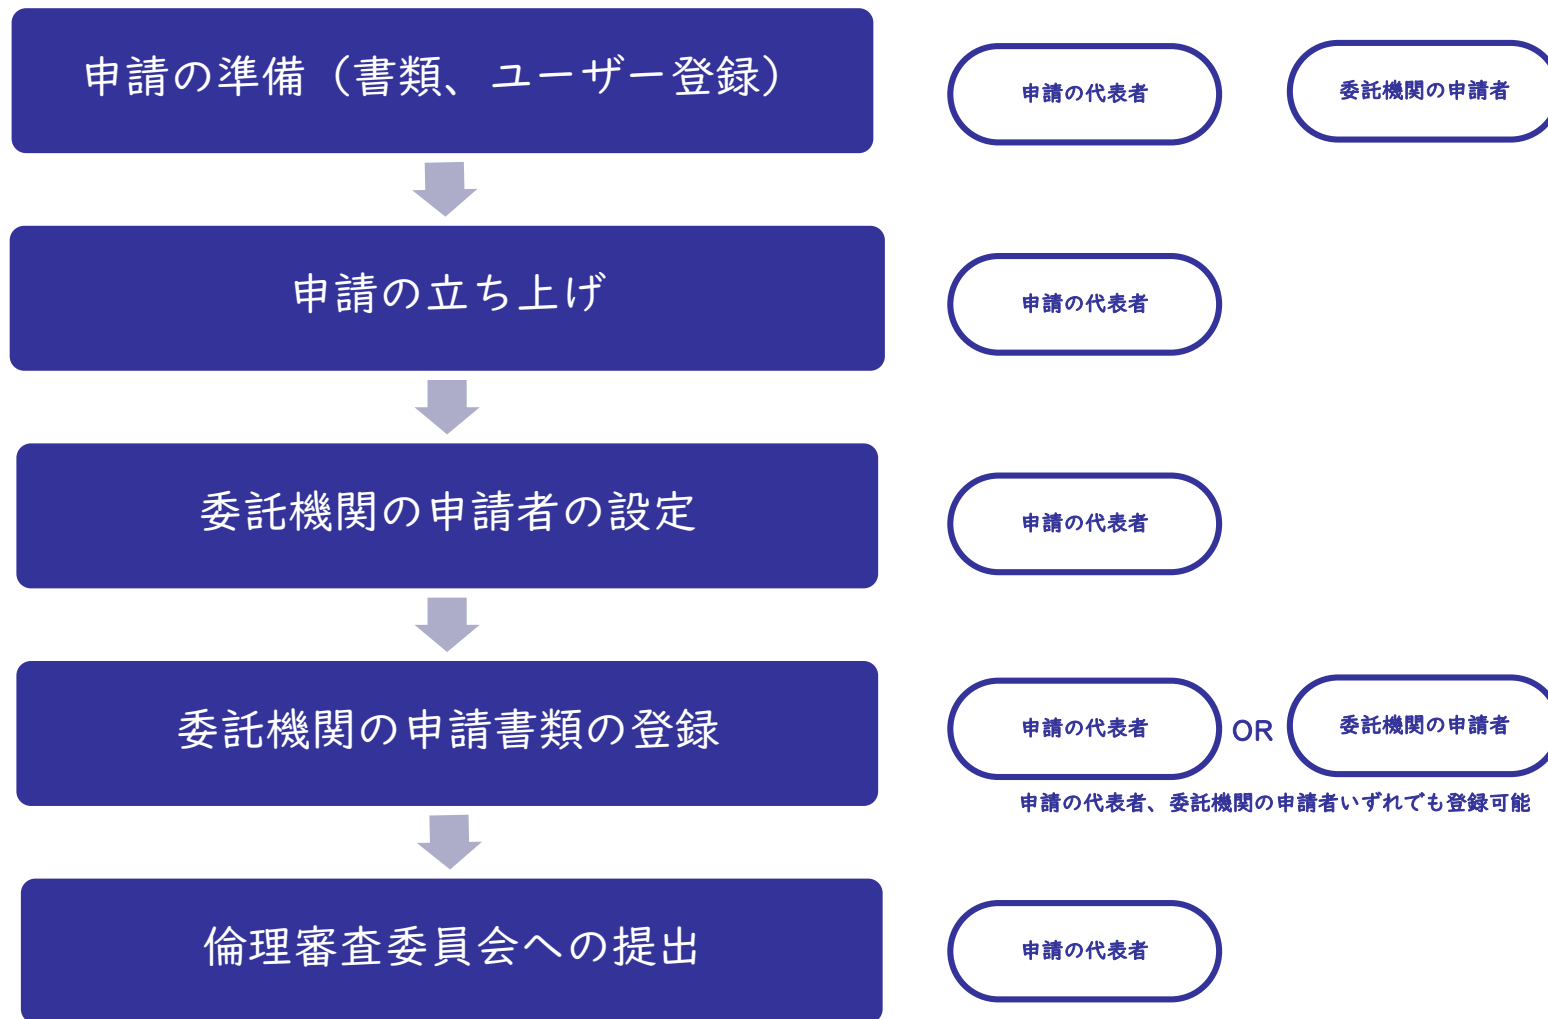 申請の準備（書類、ユーザー登録）
申請の代表者
委託機関の申請者
申請の立ち上げ
申請の代表者
委託機関の申請者の設定
申請の代表者
委託機関の申請書類の登録
申請の代表者
OR
委託機関の申請者
申請の代表者、委託機関の申請者いずれでも登録可能
倫理審査委員会への提出
申請の代表者